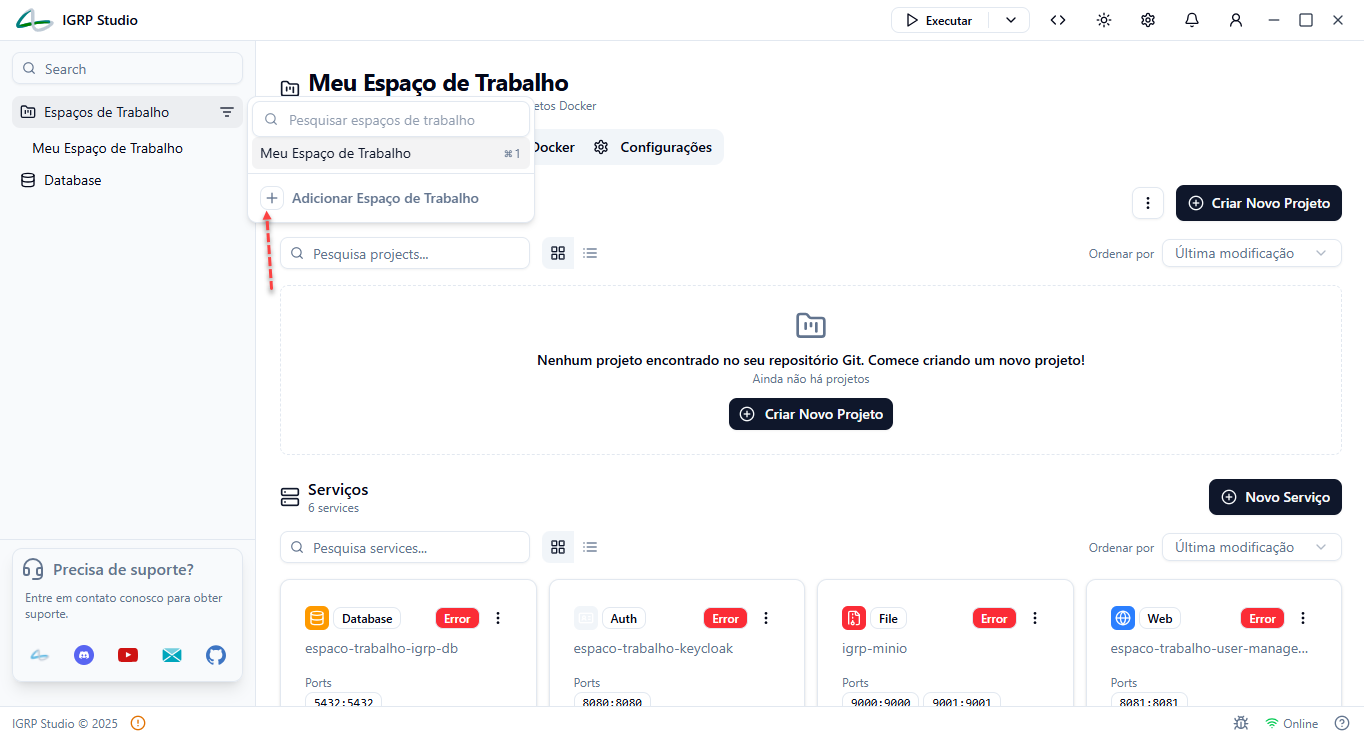 IGRP Studio
Executar
Search
Espaços de Trabalho
Meu Espaço de Trabalho
Database
Meu Espaço de Trabalho
etos Docker
Pesquisar espaços de trabalho
Meu Espaço de Trabalho ⌘1
Adicionar Espaço de Trabalho
Docker
Configurações
Criar Novo Projeto
Pesquisa projects...
Ordenar por
Última modificação
Nenhum projeto encontrado no seu repositório Git. Comece criando um novo projeto!
Ainda não há projetos
Criar Novo Projeto
Serviços
6 services
Novo Serviço
Pesquisa services...
Ordenar por
Última modificação
Database Error
espaco-trabalho-igrp-db
Ports
5432:5432
Auth Error
espaco-trabalho-keycloak
Ports
8080:8080
File Error
igrp-minio
Ports
9000:9000 9001:9001
Web Error
espaco-trabalho-user-manage...
Ports
8081:8081
Precisa de suporte?
Entre em contato conosco para obter
suporte.
IGRP Studio © 2025
Online